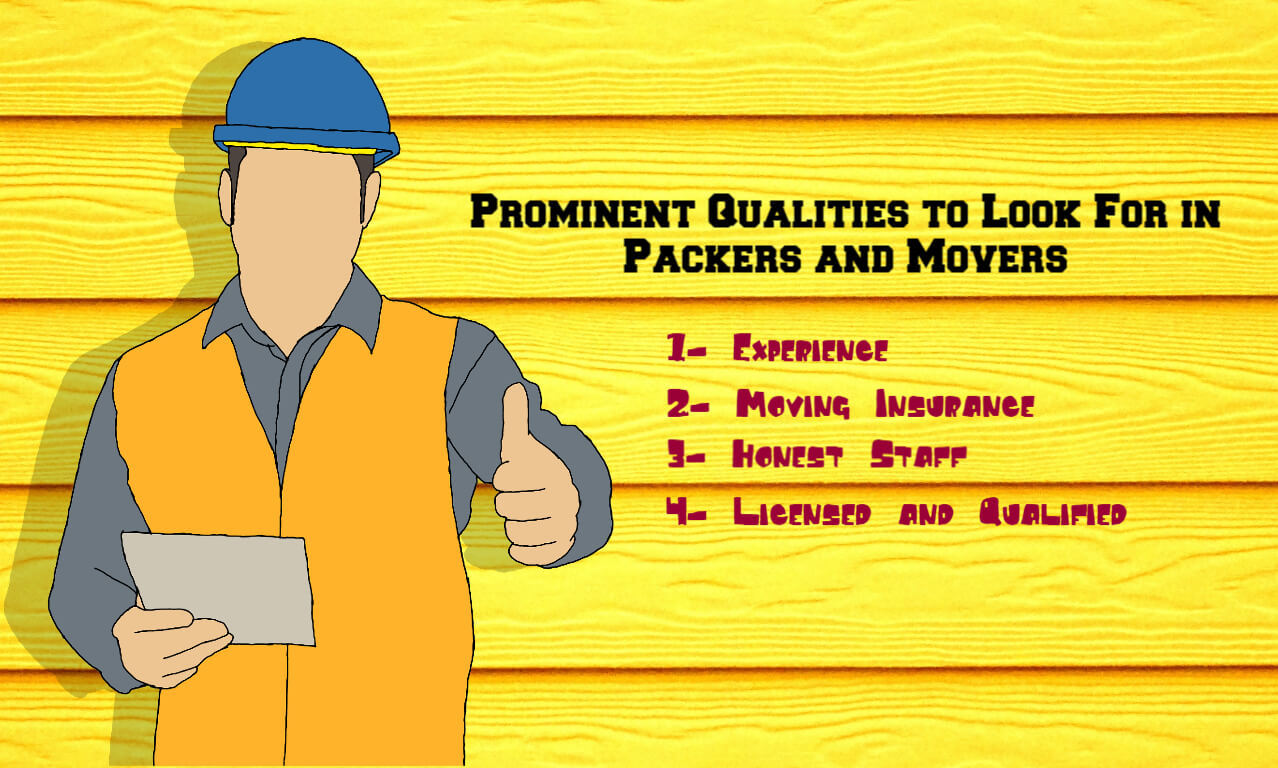 Prominent Qualities to Look For in
Packers and Movers
1- Experience
2- Moving Insurance
3- Honest Staff
4- Licensed and Qualified